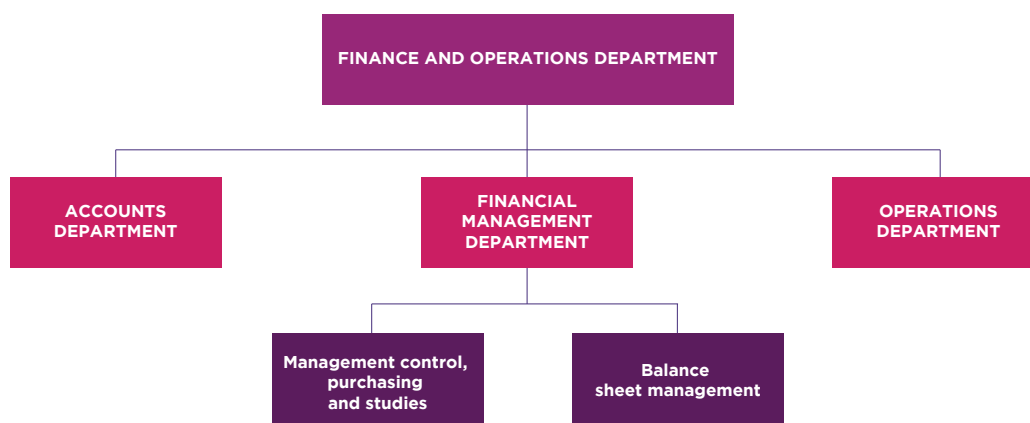 FINANCE AND OPERATIONS DEPARTMENT
ACCOUNTS
DEPARTMENT
FINANCIAL
MANAGEMENT
DEPARTMENT
OPERATIONS
DEPARTMENT
Management control,
purchasing
and studies
Balance
sheet management